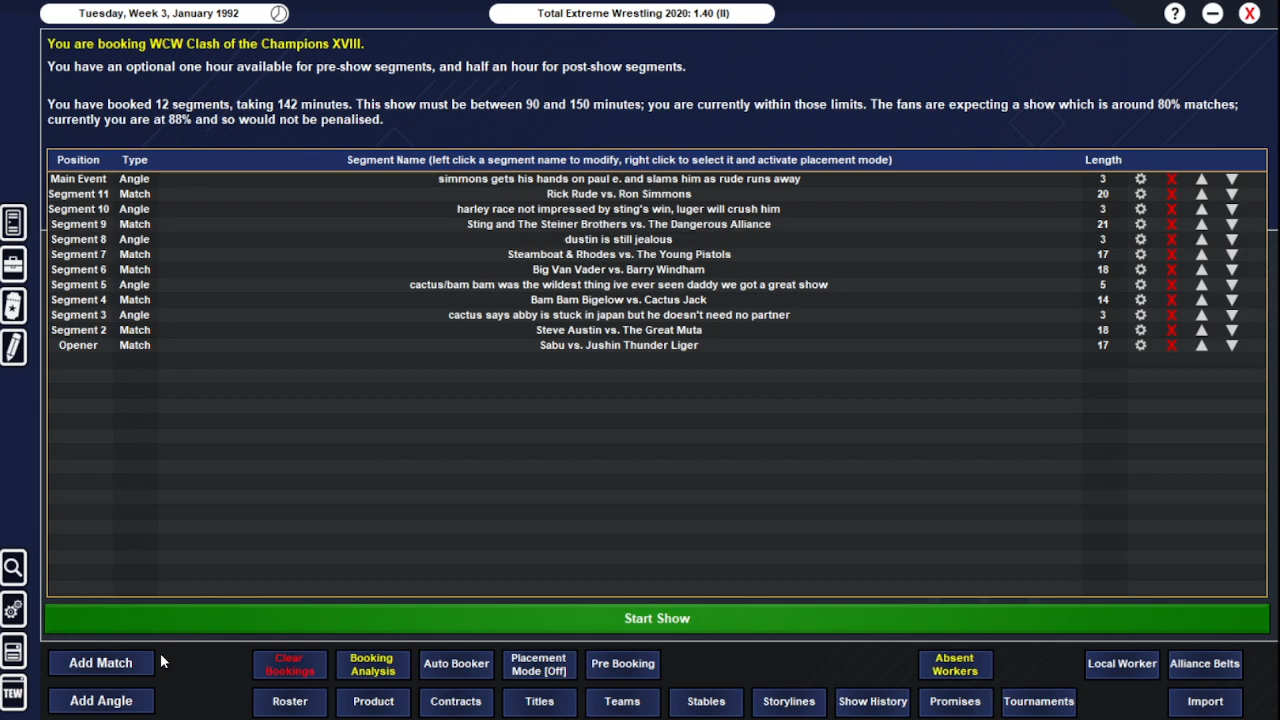 Tuesday, Week 3, January 1992
Total Extreme Wrestling 2020: 1.40 (II)
?
X
You are booking WCW Clash of the Champions XVIII.
You have an optional one hour available for pre-show segments, and half an hour for post-show segments.
You have booked 12 segments, taking 142 minutes. This show must be between 90 and 150 minutes; you are currently within those limits. The fans are expecting a show which is around 80% matches;
currently you are at 88% and so would not be penalised.
Position Type Segment Name (left click a segment name to modify, right click to select it and activate placement mode) Length
Main Event Angle simmons gets his hands on paul e. and slams him as rude runs away 3 X
Segment 11 Match Rick Rude vs. Ron Simmons 20 X
Segment 10 Angle harley race not impressed by sting's win, luger will crush him 3 X
Segment 9 Match Sting and The Steiner Brothers vs. The Dangerous Alliance 21 X
Segment 8 Angle dustin is still jealous 3 X
Segment 7 Match Steamboat & Rhodes vs. The Young Pistols 17 X
Segment 6 Match Big Van Vader vs. Barry Windham 18 X
Segment 5 Angle cactus/bam bam was the wildest thing ive ever seen daddy we got a great show 5 X
Segment 4 Match Bam Bam Bigelow vs. Cactus Jack 14 X
Segment 3 Angle cactus says abby is stuck in japan but he doesn't need no partner 3 X
Segment 2 Match Steve Austin vs. The Great Muta 18 X
Opener Match Sabu vs. Jushin Thunder Liger 17 X
Start Show
Add Match
Clear
Bookings
Booking
Analysis
Auto Booker
Placement
Mode [Off]
Pre Booking
Absent
Workers
Local Worker
Alliance Belts
TEW
Add Angle
Roster
Product
Contracts
Titles
Teams
Stables
Storylines
Show History
Promises
Tournaments
Import